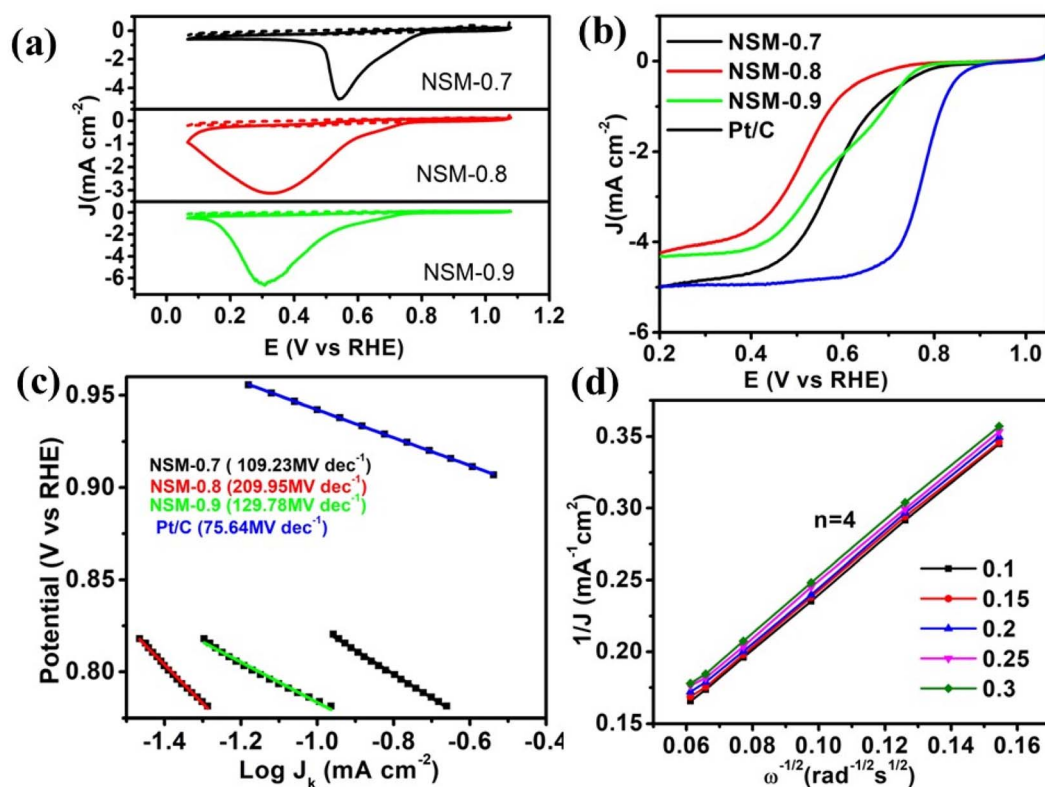 (a)
0
-2
-4
NSM-0.7
0
-1
-2
-3
NSM-0.8
0
-2
-4
-6
NSM-0.9
J(mA cm⁻²)
0.0 0.2 0.4 0.6 0.8 1.0 1.2
E (V vs RHE)
(b)
NSM-0.7
NSM-0.8
NSM-0.9
Pt/C
0
-2
-4
-6
J(mA cm⁻²)
0.2 0.4 0.6 0.8 1.0
E (V vs RHE)
(c)
0.95
0.90
0.85
0.80
Potential (V vs RHE)
NSM-0.7 ( 109.23MV dec⁻¹)
NSM-0.8 (209.95MV dec⁻¹)
NSM-0.9 (129.78MV dec⁻¹)
Pt/C (75.64MV dec⁻¹)
-1.4 -1.2 -1.0 -0.8 -0.6 -0.4
Log Jₖ (mA cm⁻²)
(d)
0.35
0.30
0.25
0.20
0.15
1/J (mA⁻¹cm²)
n=4
0.1
0.15
0.2
0.25
0.3
0.06 0.08 0.10 0.12 0.14 0.16
ω⁻¹/²(rad⁻¹/²s¹/²)